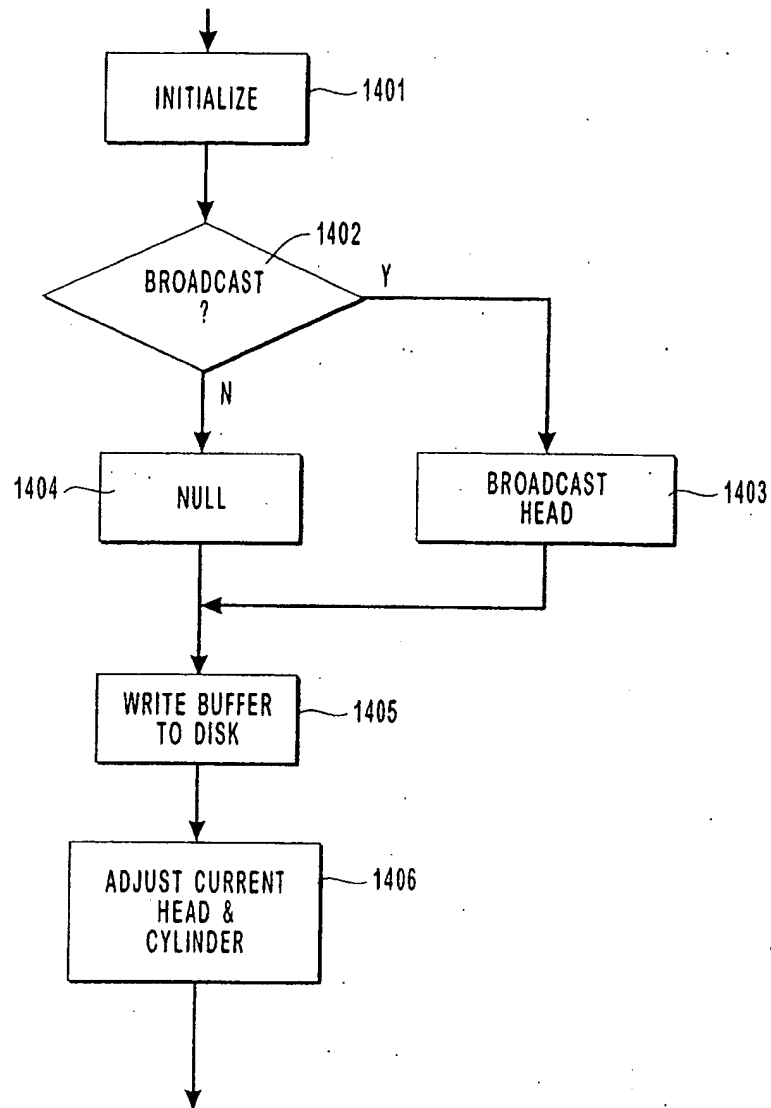 INITIALIZE
1401
BROADCAST
?
1402
Y
N
1404
NULL
BROADCAST
HEAD
1403
WRITE BUFFER
TO DISK
1405
ADJUST CURRENT
HEAD &
CYLINDER
1406